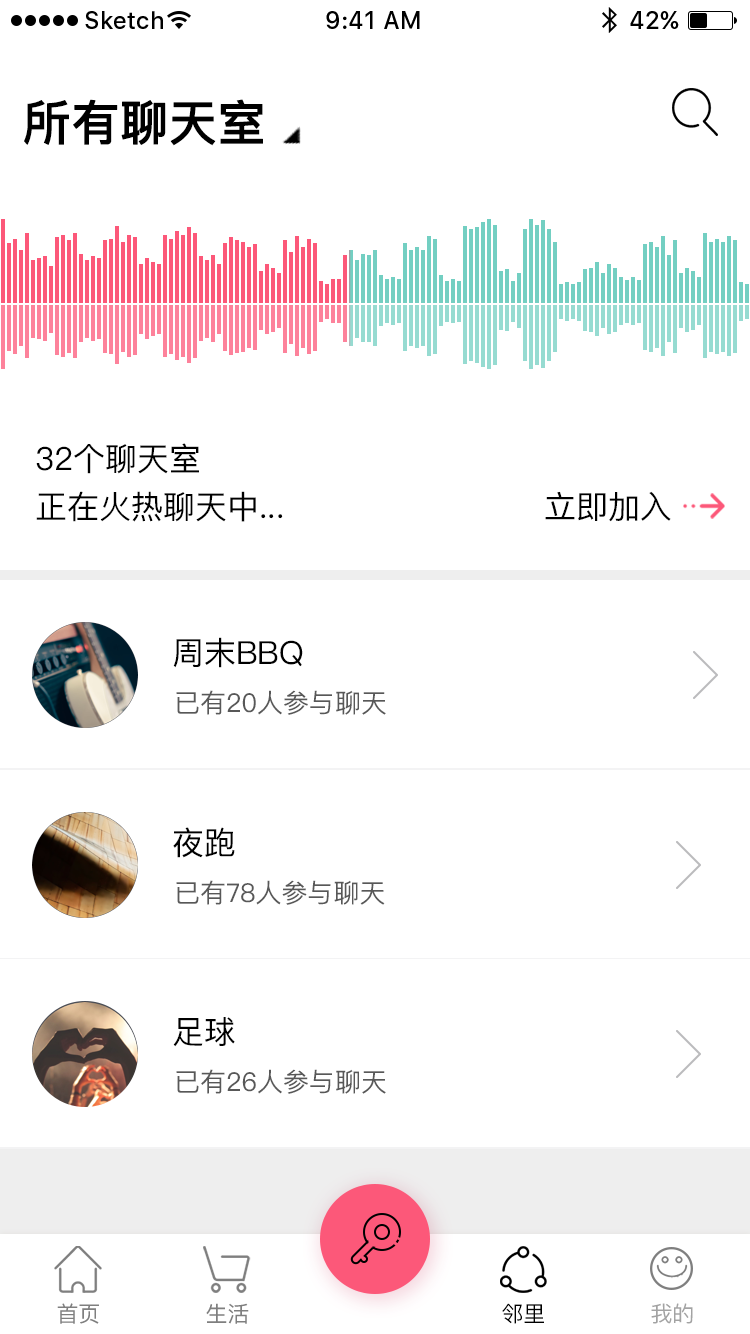 Sketch 9:41 AM 42%
所有聊天室
32个聊天室
正在火热聊天中...
立即加入
周末BBQ
已有20人参与聊天
夜跑
已有78人参与聊天
足球
已有26人参与聊天
首页 生活 邻里 我的